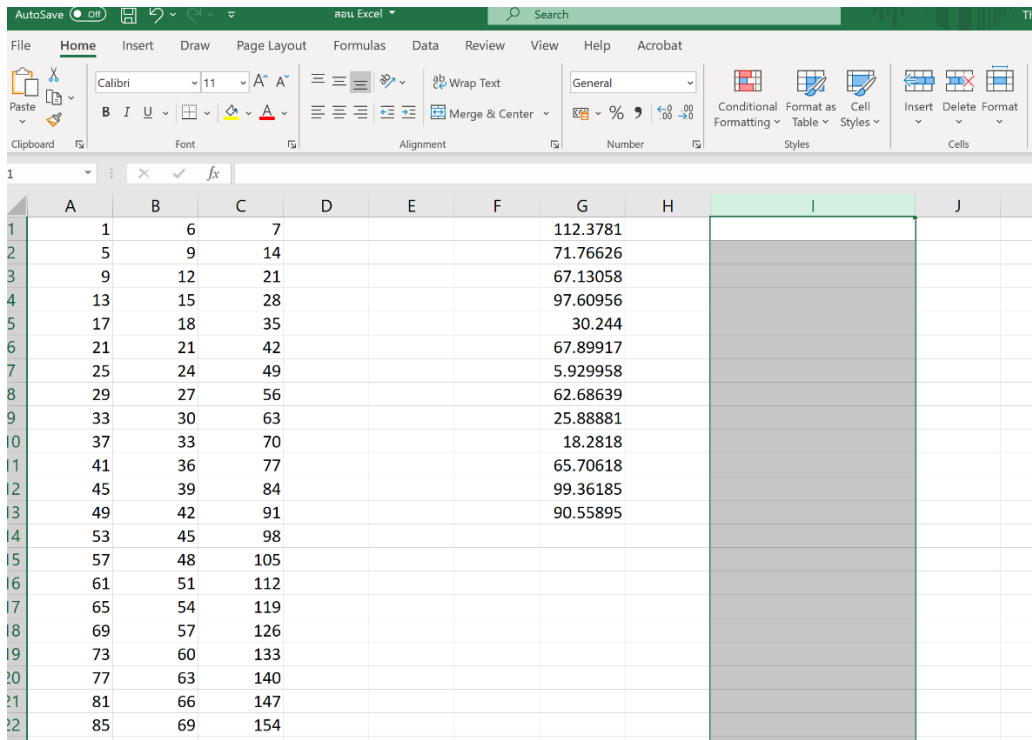 AutoSave Off สอน Excel Search Th
File Home Insert Draw Page Layout Formulas Data Review View Help Acrobat
Calibri 11 A^ A˅ ab Wrap Text General
Paste B I U A Merge & Center % 9 Conditional Formatting Format as Table Cell Styles Insert Delete Format
Clipboard Font Alignment Number Styles Cells
1 fx
A B C D E F G H I J
1 1 6 7 112.3781
2 5 9 14 71.76626
3 9 12 21 67.13058
4 13 15 28 97.60956
5 17 18 35 30.244
6 21 21 42 67.89917
7 25 24 49 5.929958
8 29 27 56 62.68639
9 33 30 63 25.88881
10 37 33 70 18.2818
11 41 36 77 65.70618
12 45 39 84 99.36185
13 49 42 91 90.55895
14 53 45 98
15 57 48 105
16 61 51 112
17 65 54 119
18 69 57 126
19 73 60 133
20 77 63 140
21 81 66 147
22 85 69 154